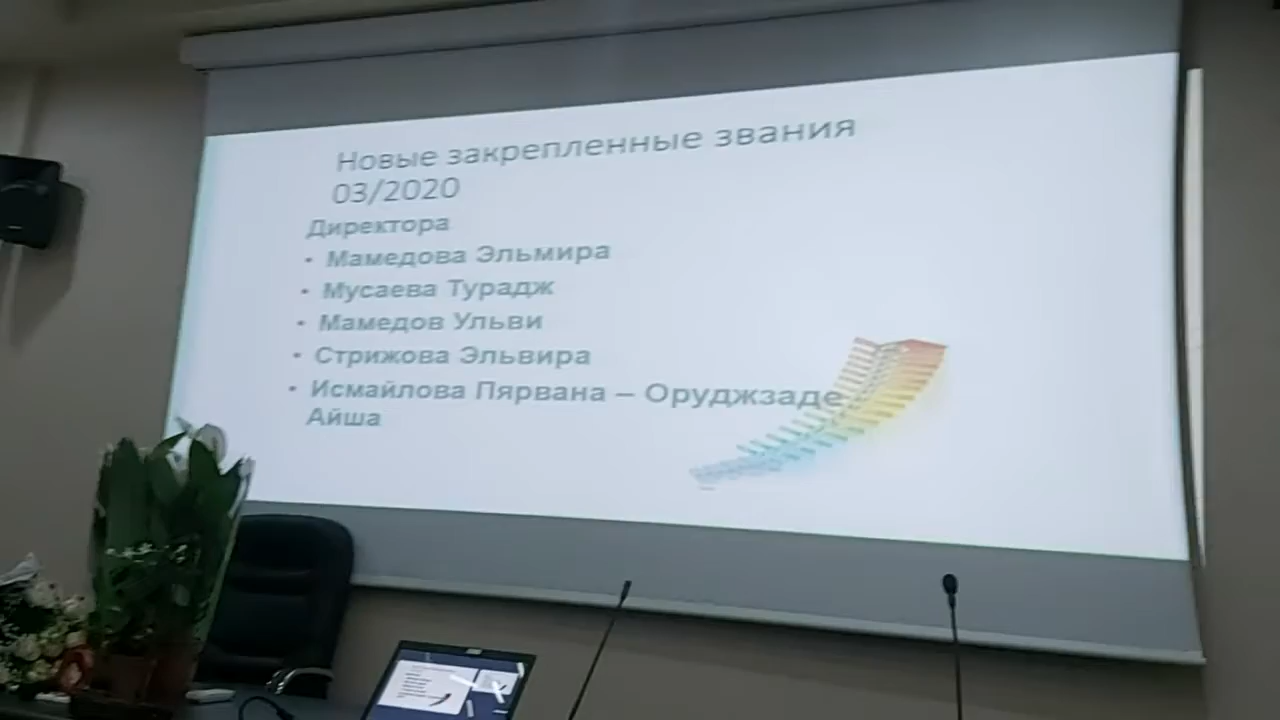 Новые закрепленные звания
03/2020
Директора
• Мамедова Эльмира
• Мусаева Турадж
• Мамедов Ульви
• Стрижова Эльвира
• Исмайлова Пярвана – Оруджзаде
Айша